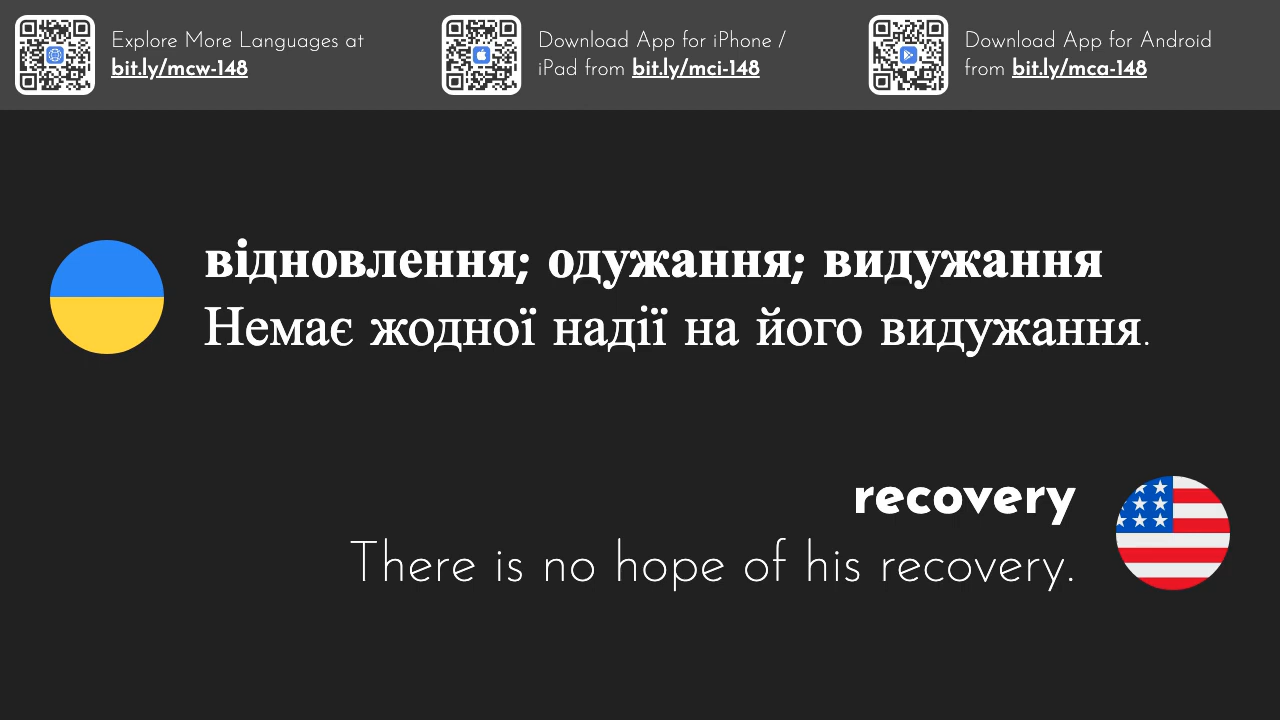 Explore More Languages at
bit.ly/mcw-148
Download App for iPhone /
iPad from bit.ly/mci-148
Download App for Android
from bit.ly/mca-148
відновлення; одужання; видужання
Немає жодної надії на його видужання.
recovery
There is no hope of his recovery.